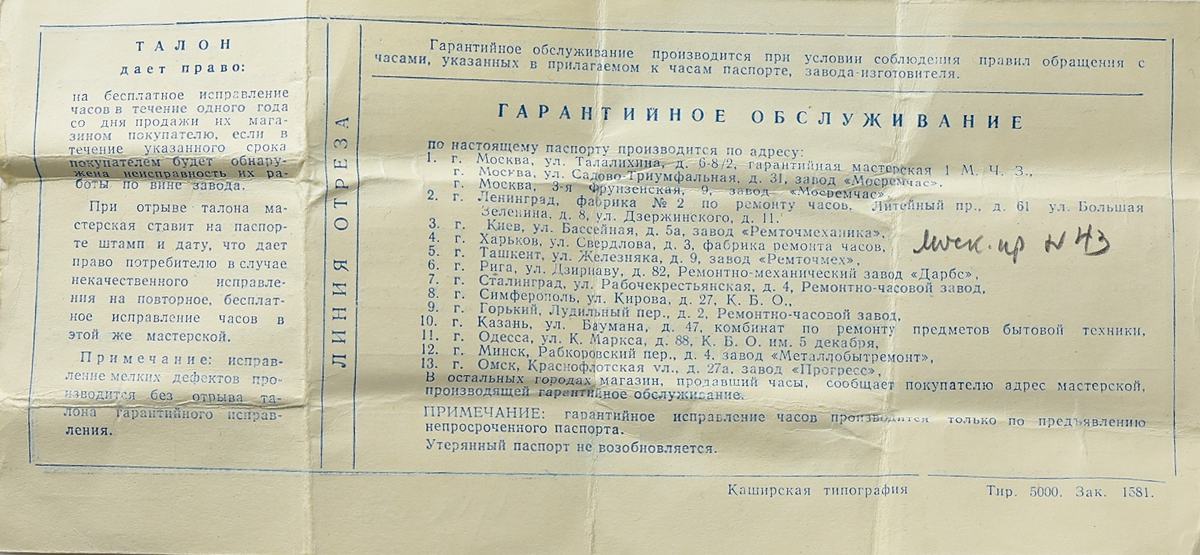 ТАЛОН
дает право:
на бесплатное исправление
часов в течение одного года
со дня продажи их мага-
зином покупателю, если в
течение указанного срока
покупателем будет обнару-
жена неисправность их ра-
боты по вине завода.
При отрыве талона ма-
стерская ставит на паспор-
те штамп и дату, что дает
право потребителю в случае
некачественного исправле-
ния на повторное, бесплат-
ное исправление часов в
этой же мастерской.
Примечание: исправ-
ление мелких дефектов про-
изводится без отрыва та-
лона гарантийного исправ-
ления.
ЛИНИЯ ОТРЕЗА
Гарантийное обслуживание производится при условии соблюдения правил обращения с
часами, указанных в прилагаемом к часам паспорте, завода-изготовителя.
ГАРАНТИЙНОЕ ОБСЛУЖИВАНИЕ
по настоящему паспорту производится по адресу:
1. г. Москва, ул. Талалихина, д. 6-8/2, гарантийная мастерская 1 М. Ч. З.,
г. Москва, ул. Садово-Триумфальная, д. 31, завод «Мосремчас»,
г. Москва, 3-я Фрунзенская, 9, завод «Мосремчас»,
2. г. Ленинград, фабрика № 2 по ремонту часов, Литейный пр., д. 61 ул. Большая
Зеленина, д. 8, ул. Дзержинского, д. 11.
3. г. Киев, ул. Бассейная, д. 5а, завод «Ремточмеханика»,
4. г. Харьков, ул. Свердлова, д. 3, фабрика ремонта часов,
5. г. Ташкент, ул. Железняка, д. 9, завод «Ремточмех»,
6. г. Рига, ул. Дзирнаву, д. 82, Ремонтно-механический завод «Дарбс»,
7. г. Сталинград, ул. Рабочекрестьянская, д. 4, Ремонтно-часовой завод,
8. г. Симферополь, ул. Кирова, д. 27, К. Б. О.,
9. г. Горький, Лудильный пер., д. 2, Ремонтно-часовой завод,
10. г. Казань, ул. Баумана, д. 47, комбинат по ремонту предметов бытовой техники,
11. г. Одесса, ул. К. Маркса, д. 88, К. Б. О. им. 5 декабря,
12. г. Минск, Рабкоровский пер., д. 4, завод «Металлобытремонт»,
13. г. Омск, Краснофлотская ул., д. 27а, завод «Прогресс»,
В остальных городах магазин, продавший часы, сообщает покупателю адрес мастерской,
производящей гарантийное обслуживание.
ПРИМЕЧАНИЕ: гарантийное исправление часов производится только по предъявлению
непросроченного паспорта.
Утерянный паспорт не возобновляется.
моск. пр N 43
Каширская типография Тир. 5000. Зак. 1581.